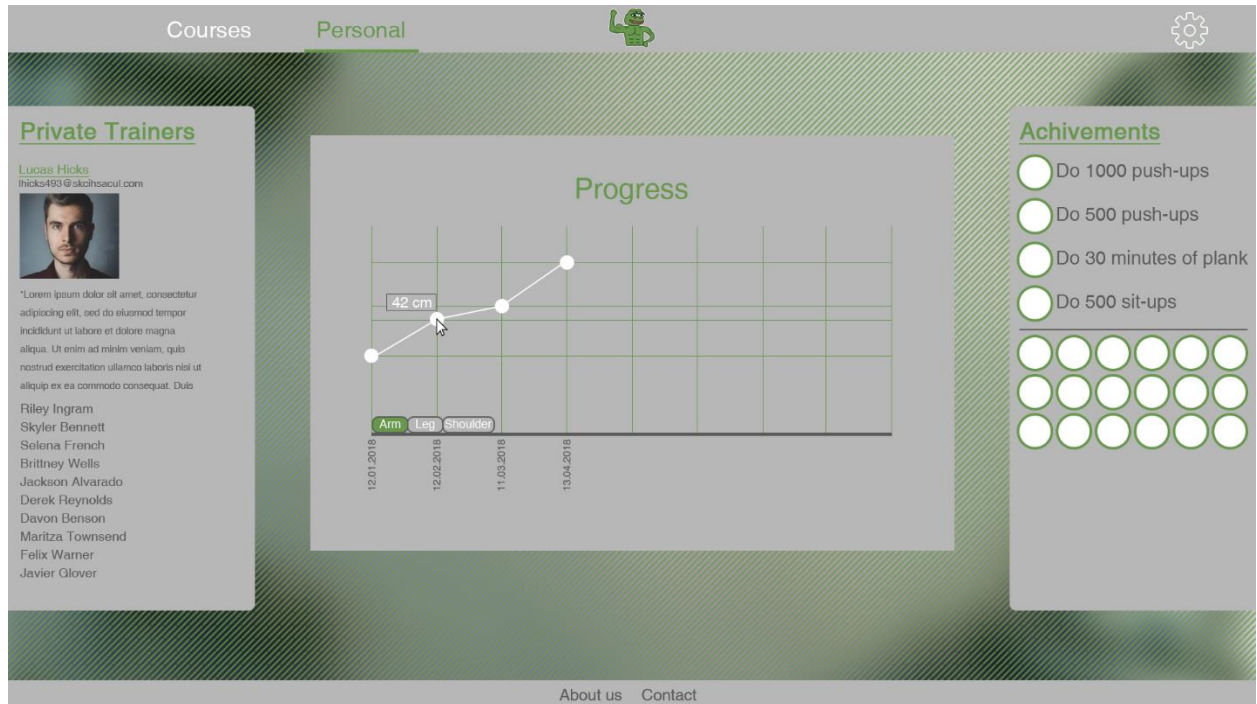 Courses
Personal
Private Trainers
Lucas Hicks
lhicks493@skcihsacul.com
"Lorem ipsum dolor sit amet, consectetur
adipiscing elit, sed do eiusmod tempor
incididunt ut labore et dolore magna
aliqua. Ut enim ad minim veniam, quis
nostrud exercitation ullamco laboris nisi ut
aliquip ex ea commodo consequat. Duis
Riley Ingram
Skyler Bennett
Selena French
Brittney Wells
Jackson Alvarado
Derek Reynolds
Davon Benson
Maritza Townsend
Felix Warner
Javier Glover
Progress
42 cm
Arm
Leg
Shoulder
12.01.2018
12.02.2018
11.03.2018
13.04.2018
Achivements
Do 1000 push-ups
Do 500 push-ups
Do 30 minutes of plank
Do 500 sit-ups
About us
Contact